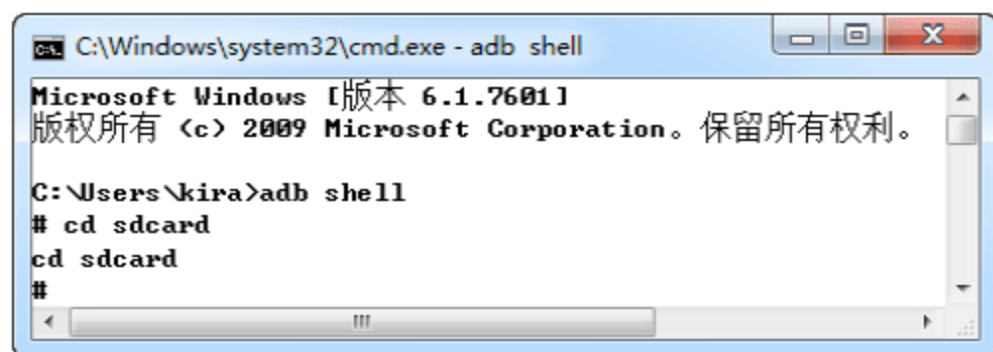 C:\Windows\system32\cmd.exe - adb  shell
Microsoft Windows [版本 6.1.7601]
版权所有 (c) 2009 Microsoft Corporation。保留所有权利。
C:\Users\kira>adb shell
# cd sdcard
cd sdcard
#